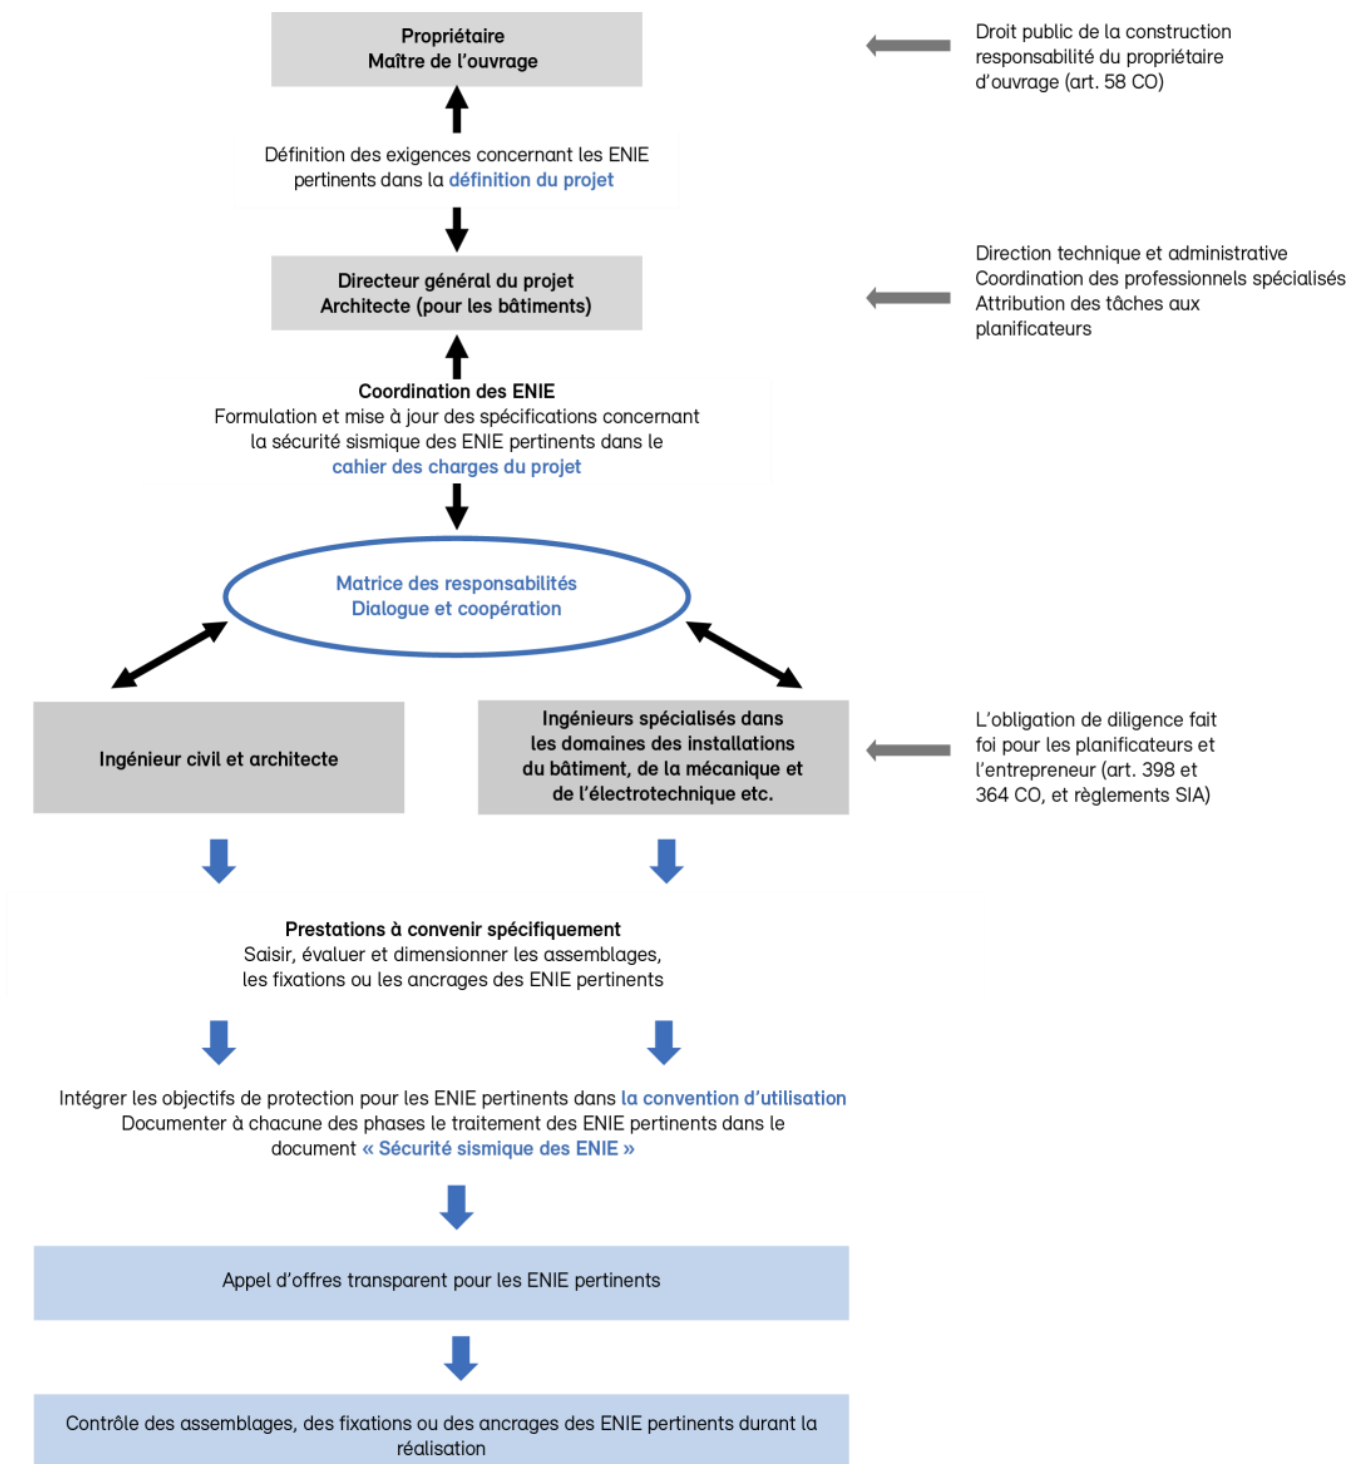 Propriétaire
Maître de l'ouvrage
Droit public de la construction
responsabilité du propriétaire
d'ouvrage (art. 58 CO)
Définition des exigences concernant les ENIE
pertinents dans la définition du projet
Directeur général du projet
Architecte (pour les bâtiments)
Direction technique et administrative
Coordination des professionnels spécialisés
Attribution des tâches aux
planificateurs
Coordination des ENIE
Formulation et mise à jour des spécifications concernant
la sécurité sismique des ENIE pertinents dans le
cahier des charges du projet
Matrice des responsabilités
Dialogue et coopération
Ingénieur civil et architecte
Ingénieurs spécialisés dans
les domaines des installations
du bâtiment, de la mécanique et
de l'électrotechnique etc.
L'obligation de diligence fait
foi pour les planificateurs et
l'entrepreneur (art. 398 et
364 CO, et règlements SIA)
Prestations à convenir spécifiquement
Saisir, évaluer et dimensionner les assemblages,
les fixations ou les ancrages des ENIE pertinents
Intégrer les objectifs de protection pour les ENIE pertinents dans la convention d'utilisation
Documenter à chacune des phases le traitement des ENIE pertinents dans le
document « Sécurité sismique des ENIE »
Appel d'offres transparent pour les ENIE pertinents
Contrôle des assemblages, des fixations ou des ancrages des ENIE pertinents durant la
réalisation